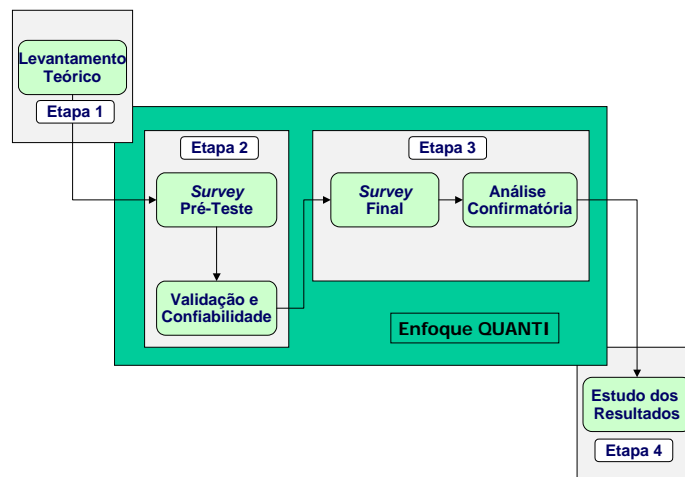 Levantamento
Teórico
Etapa 1
Etapa 2
Survey
Pré-Teste
Validação e
Confiabilidade
Etapa 3
Survey
Final
Análise
Confirmatória
Enfoque QUANTI
Estudo dos
Resultados
Etapa 4